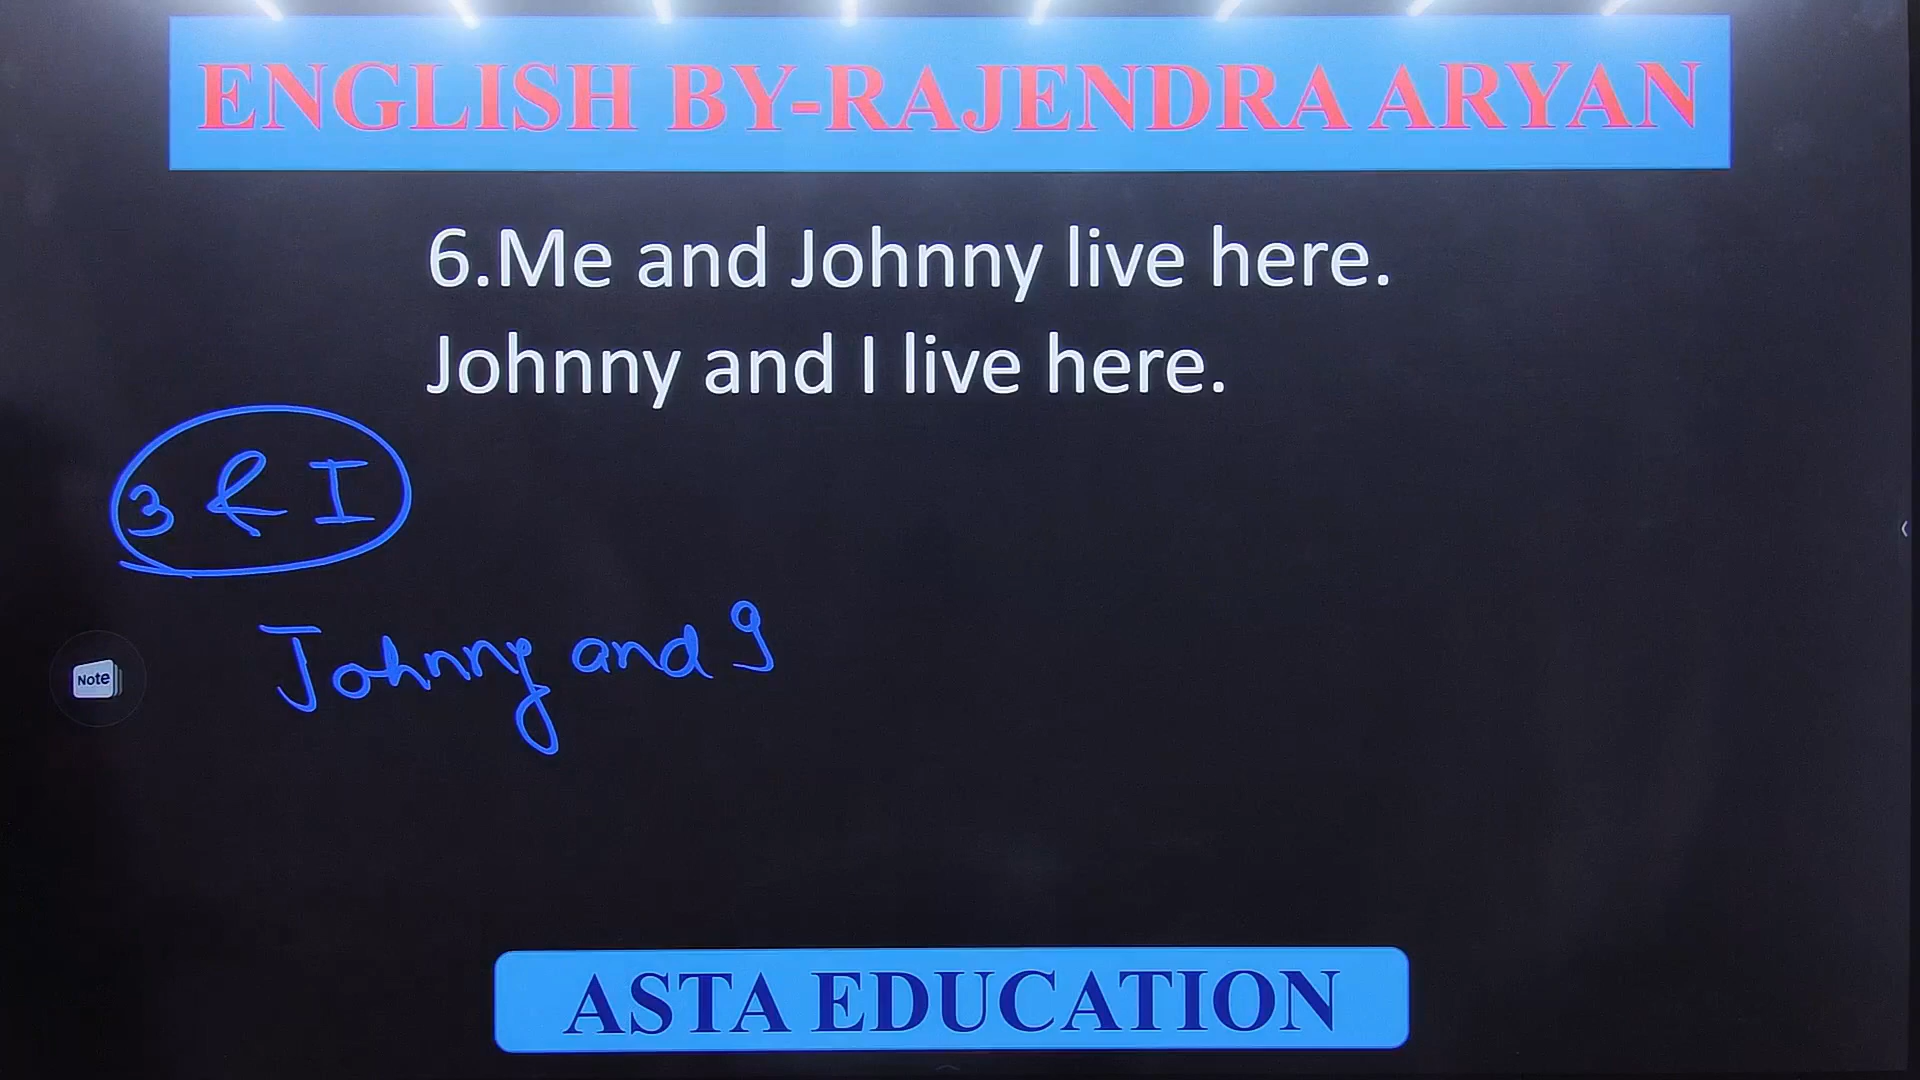 ENGLISH BY-RAJENDRA ARYAN
6.Me and Johnny live here.
Johnny and I live here.
3 R I
Johnny and I
Note
ASTA EDUCATION